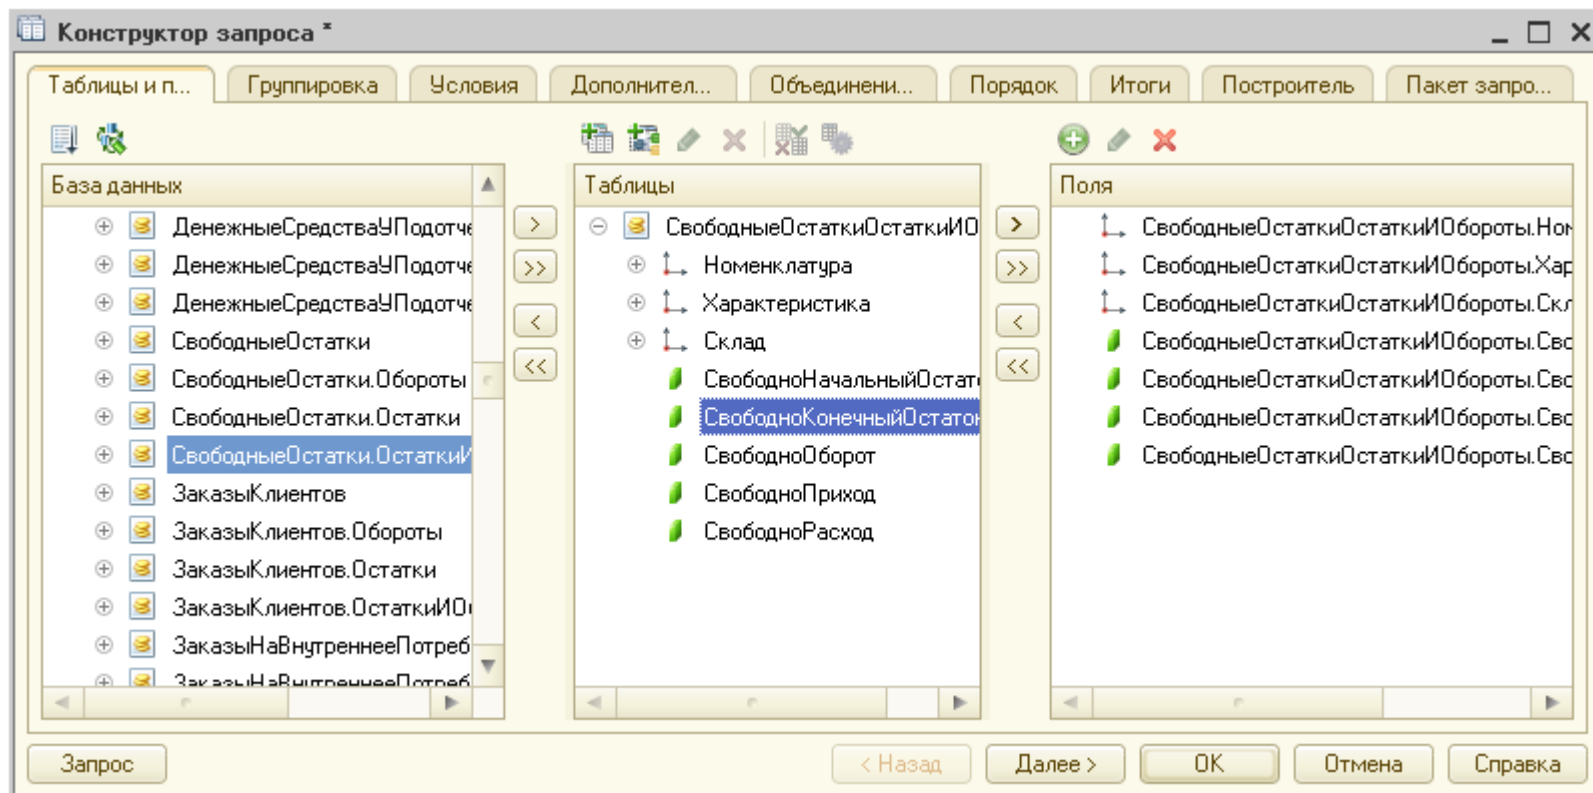 Конструктор запроса *
Таблицы и п... Группировка Условия Дополнител... Объединени... Порядок Итоги Построитель Пакет запро...
База данных
ДенежныеСредстваУПодотче
ДенежныеСредстваУПодотче
ДенежныеСредстваУПодотче
СвободныеОстатки
СвободныеОстатки.Обороты
СвободныеОстатки.Остатки
СвободныеОстатки.ОстаткиИ
ЗаказыКлиентов
ЗаказыКлиентов.Обороты
ЗаказыКлиентов.Остатки
ЗаказыКлиентов.ОстаткиИО
ЗаказыНаВнутреннееПотреб
ЗаказыНаВнутреннееПотреб
> >> < <<
Таблицы
СвободныеОстаткиОстаткиИО
Номенклатура
Характеристика
Склад
СвободноНачальныйОстат
СвободноКонечныйОстаток
СвободноОборот
СвободноПриход
СвободноРасход
> >> < <<
Поля
СвободныеОстаткиОстаткиИОбороты.Ном
СвободныеОстаткиОстаткиИОбороты.Хар
СвободныеОстаткиОстаткиИОбороты.Скл
СвободныеОстаткиОстаткиИОбороты.Сво
СвободныеОстаткиОстаткиИОбороты.Сво
СвободныеОстаткиОстаткиИОбороты.Сво
СвободныеОстаткиОстаткиИОбороты.Сво
Запрос < Назад Далее > ОК Отмена Справка